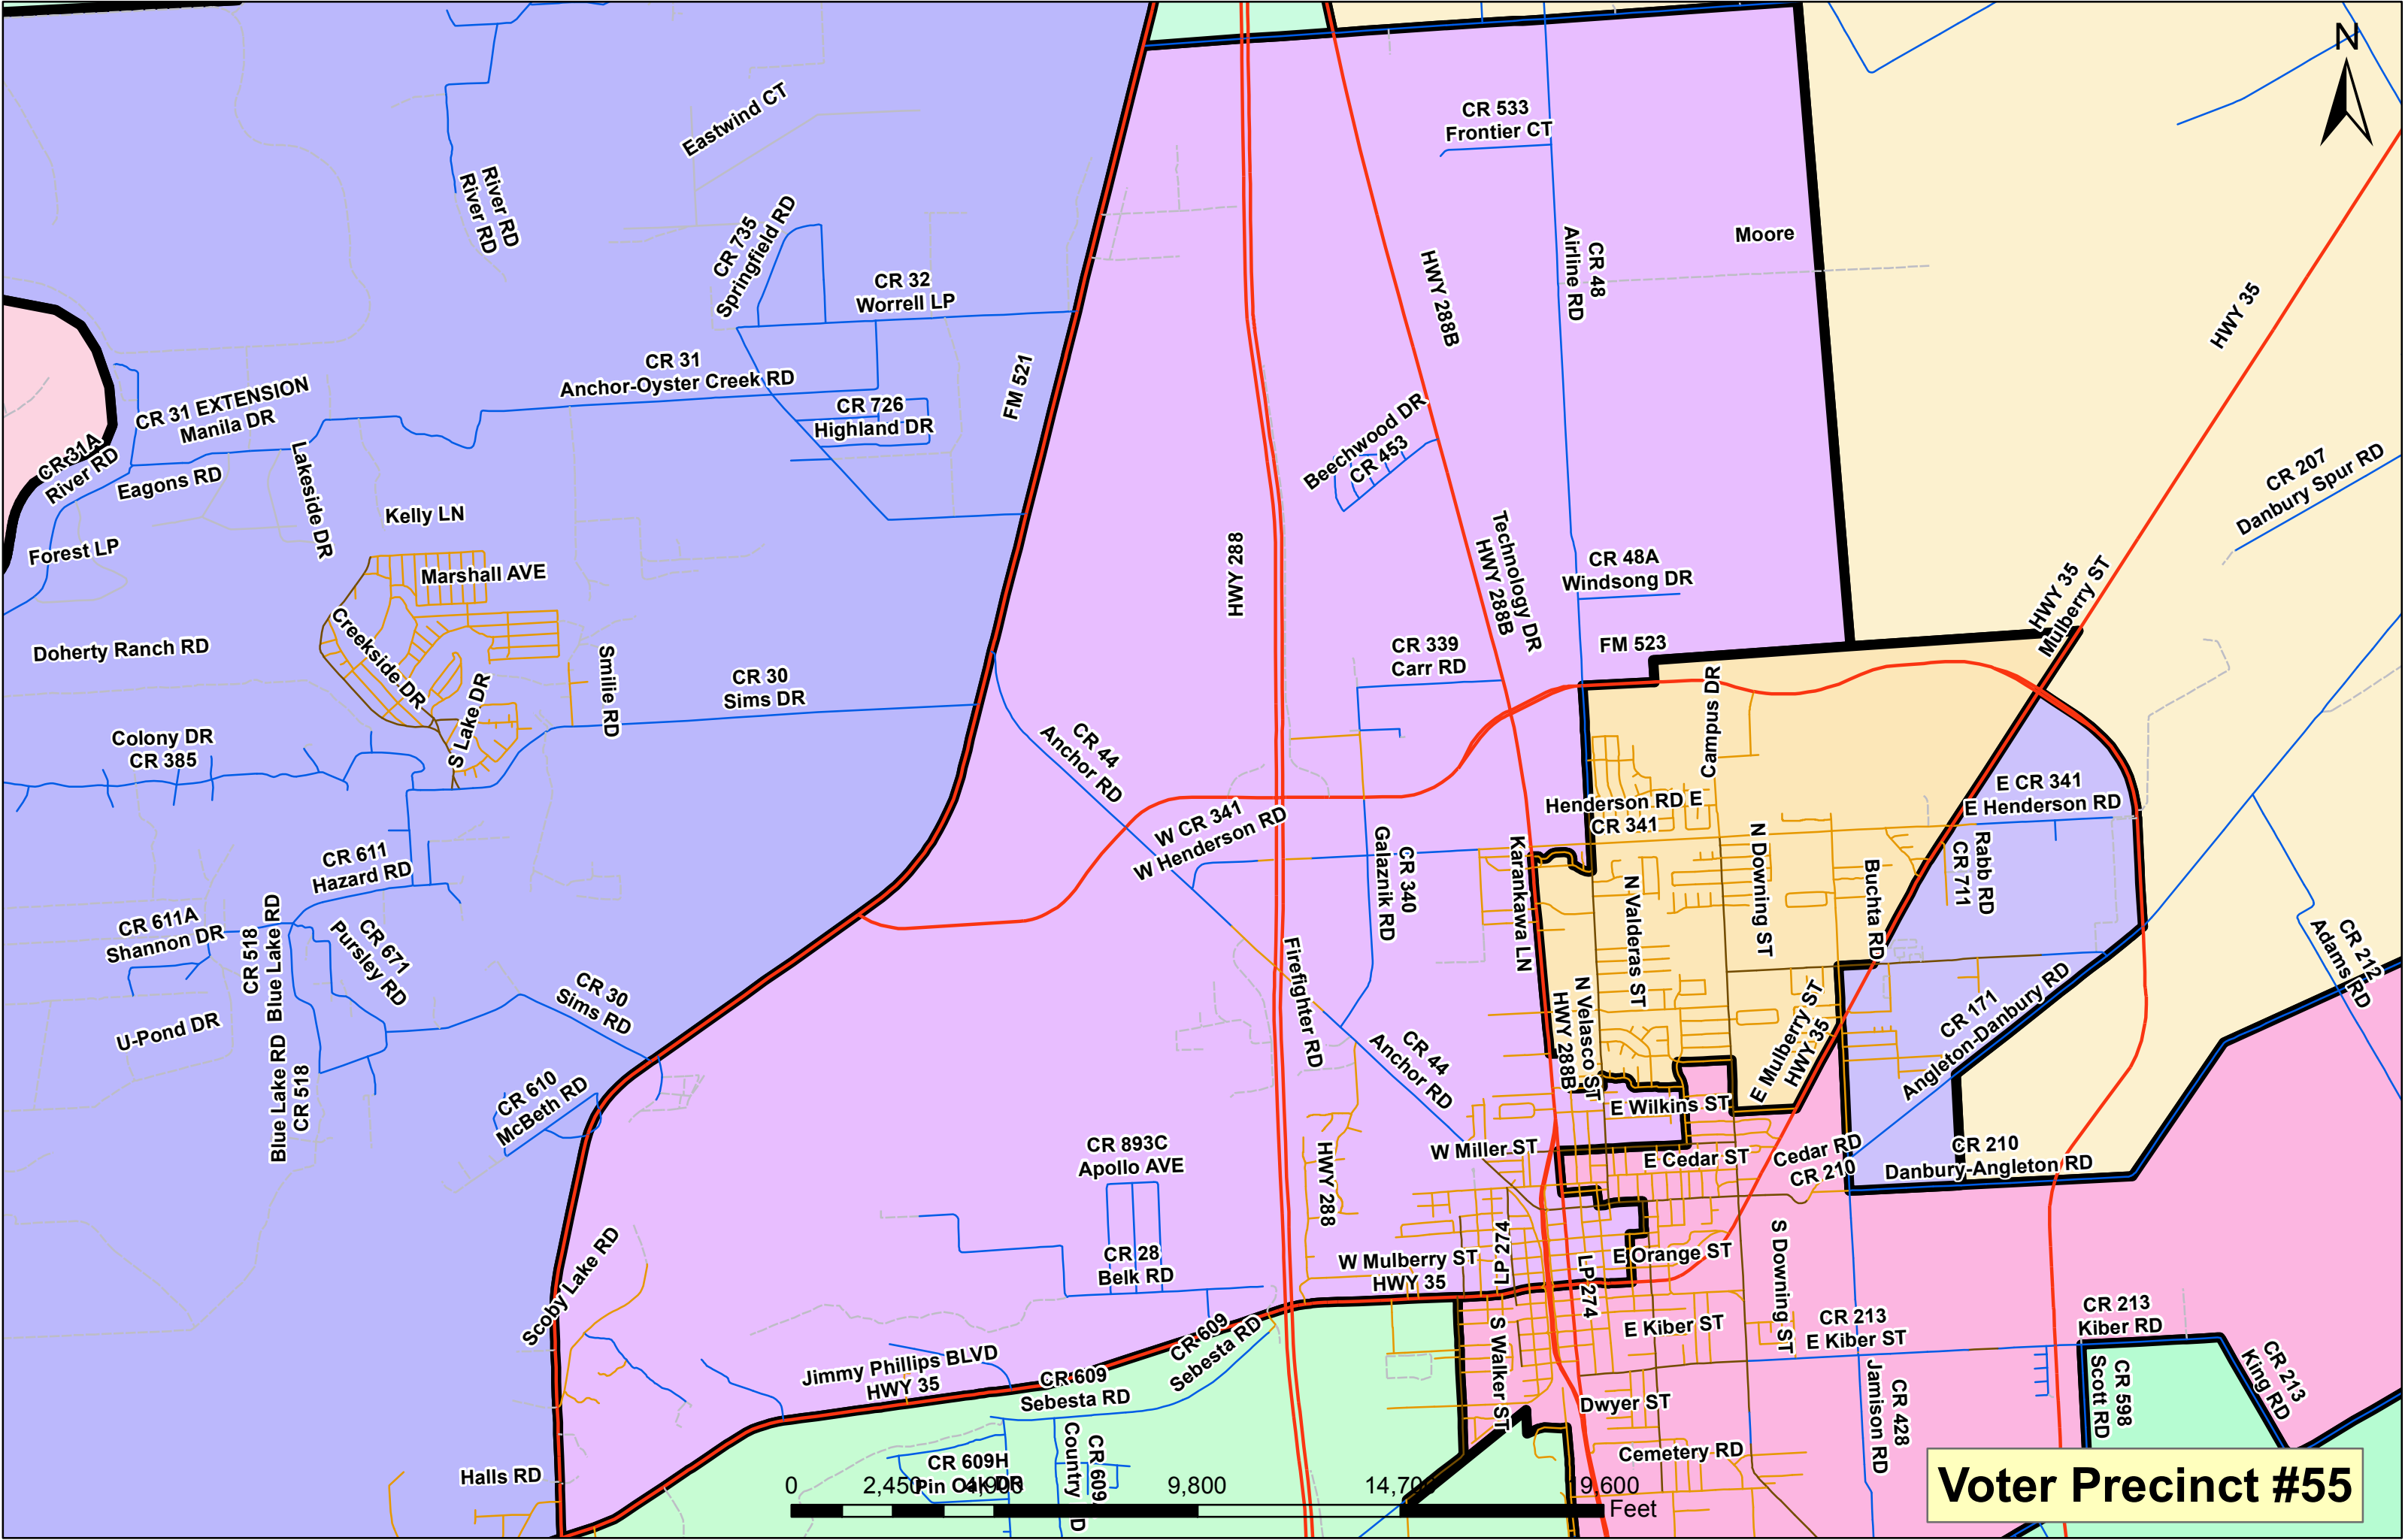 N
Eastwind CT
CR 533
Frontier CT
River RD
River RD
CR 735
Springfield RD
CR 32
Worrell LP
HWY 288B
Airline RD
CR 48
Moore
HWY 35
CR 31
Anchor-Oyster Creek RD
FM 521
CR 31 EXTENSION
Manila DR
CR 726
Highland DR
Beechwood DR
CR 453
CR 31A
River RD
Eagons RD
Lakeside DR
Kelly LN
CR 207
Danbury Spur RD
Forest LP
Marshall AVE
HWY 288
Technology DR
HWY 288B
CR 48A
Windsong DR
HWY 35
Mulberry ST
Doherty Ranch RD
Creekside DR
S Lake DR
Smilie RD
CR 30
Sims DR
CR 339
Carr RD
FM 523
Campus DR
Colony DR
CR 385
CR 44
Anchor RD
W CR 341
W Henderson RD
Henderson RD E
CR 341
E CR 341
E Henderson RD
CR 611
Hazard RD
Galaznik RD
CR 340
Karankawa LN
N Valderas ST
N Downing ST
Buchta RD
CR 711
Rabb RD
CR 611A
Shannon DR
CR 518
Blue Lake RD
CR 671
Pursley RD
CR 30
Sims RD
U-Pond DR
Firefighter RD
CR 212
Adams RD
Blue Lake RD
CR 518
CR 610
McBeth RD
CR 44
Anchor RD
HWY 288B
N Velasco ST
E Mulberry ST
HWY 35
CR 171
Angleton-Danbury RD
E Wilkins ST
CR 893C
Apollo AVE
HWY 288
W Miller ST
E Cedar ST
Cedar RD
CR 210
CR 210
Danbury-Angleton RD
Scoby Lake RD
CR 28
Belk RD
W Mulberry ST
HWY 35
LP 274
LP274
E Orange ST
S Downing ST
Jimmy Phillips BLVD
HWY 35
CR 609
Sebesta RD
CR 609
Sebesta RD
S Walker ST
E Kiber ST
CR 213
E Kiber ST
CR 213
Kiber RD
Dwyer ST
Jamison RD
CR 428
Scott RD
CR 598
CR 213
King RD
Halls RD
CR 609H
Pin Oak DR
Country
CR 609
Cemetery RD
0 2,450 4,900 9,800 14,700 19,600
Feet
Voter Precinct #55